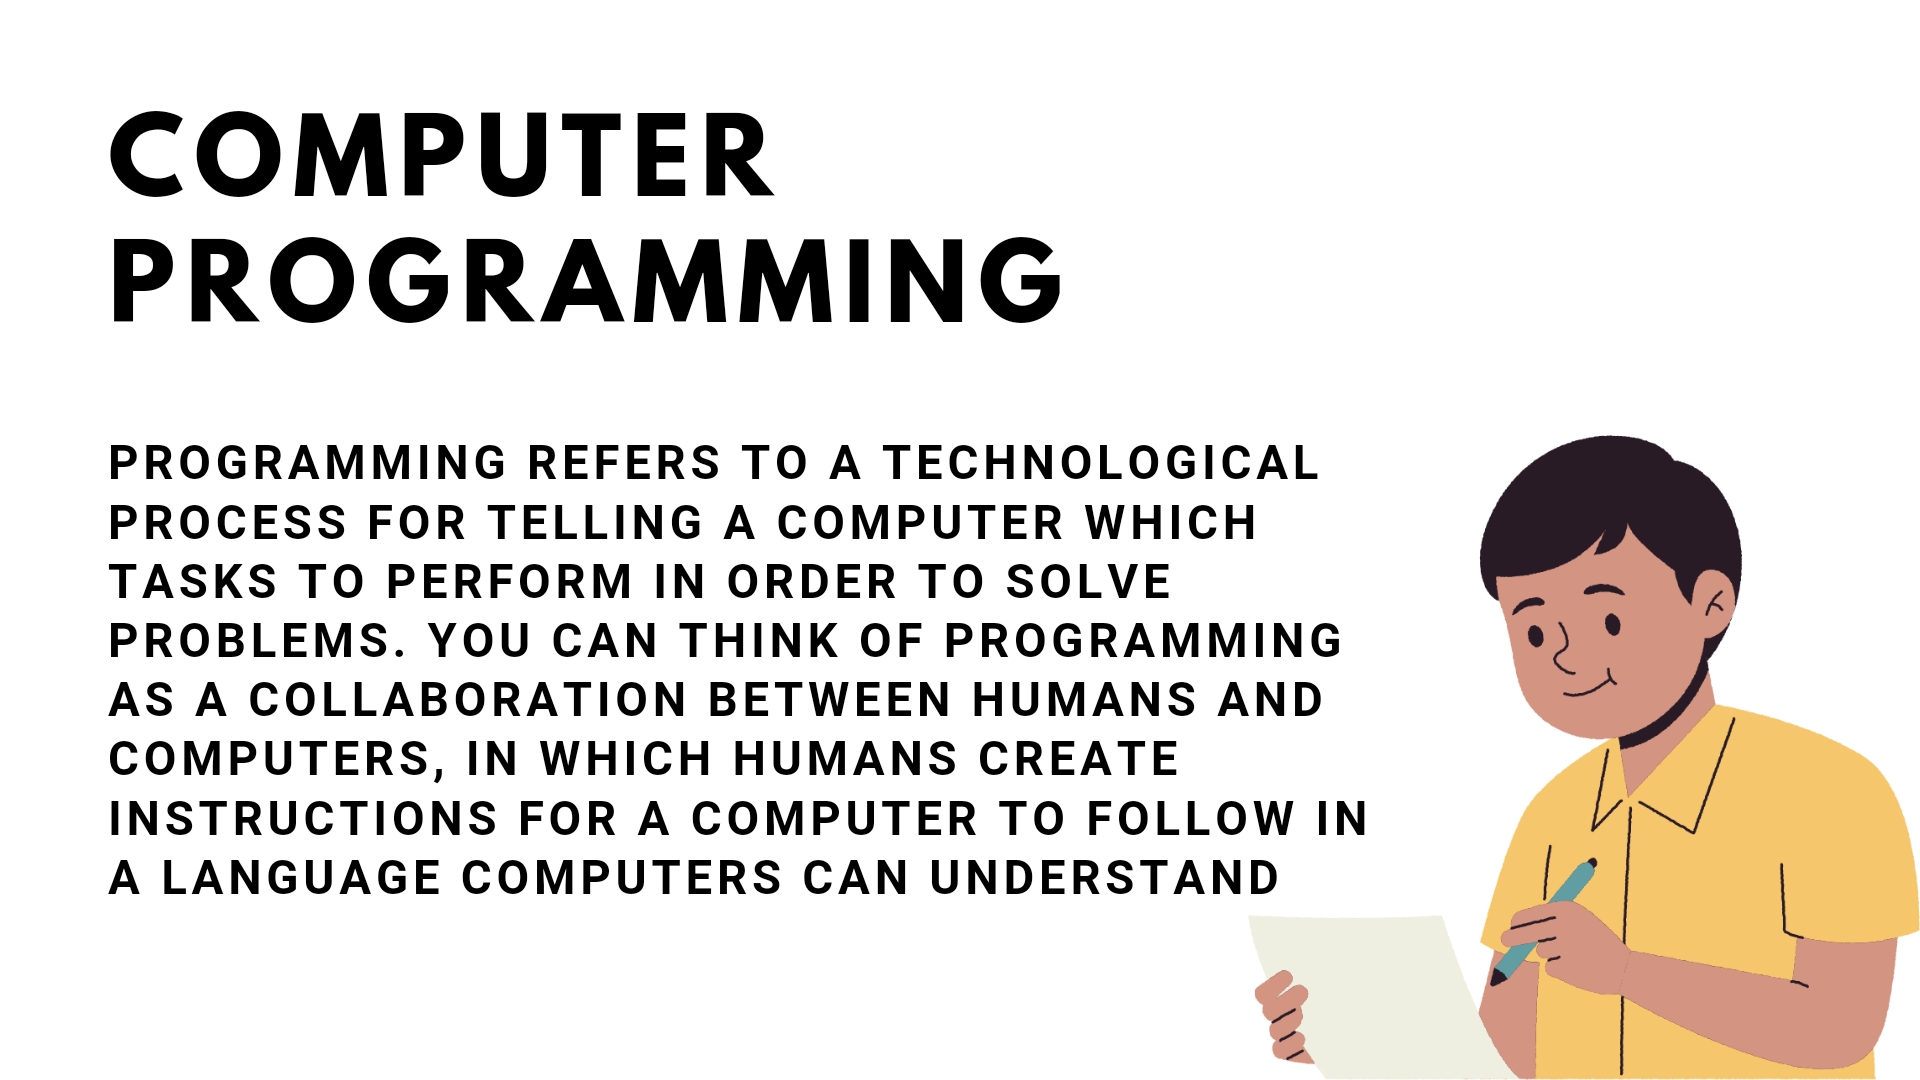 COMPUTER
PROGRAMMING
PROGRAMMING REFERS TO A TECHNOLOGICAL
PROCESS FOR TELLING A COMPUTER WHICH
TASKS TO PERFORM IN ORDER TO SOLVE
PROBLEMS. YOU CAN THINK OF PROGRAMMING
AS A COLLABORATION BETWEEN HUMANS AND
COMPUTERS, IN WHICH HUMANS CREATE
INSTRUCTIONS FOR A COMPUTER TO FOLLOW IN
A LANGUAGE COMPUTERS CAN UNDERSTAND